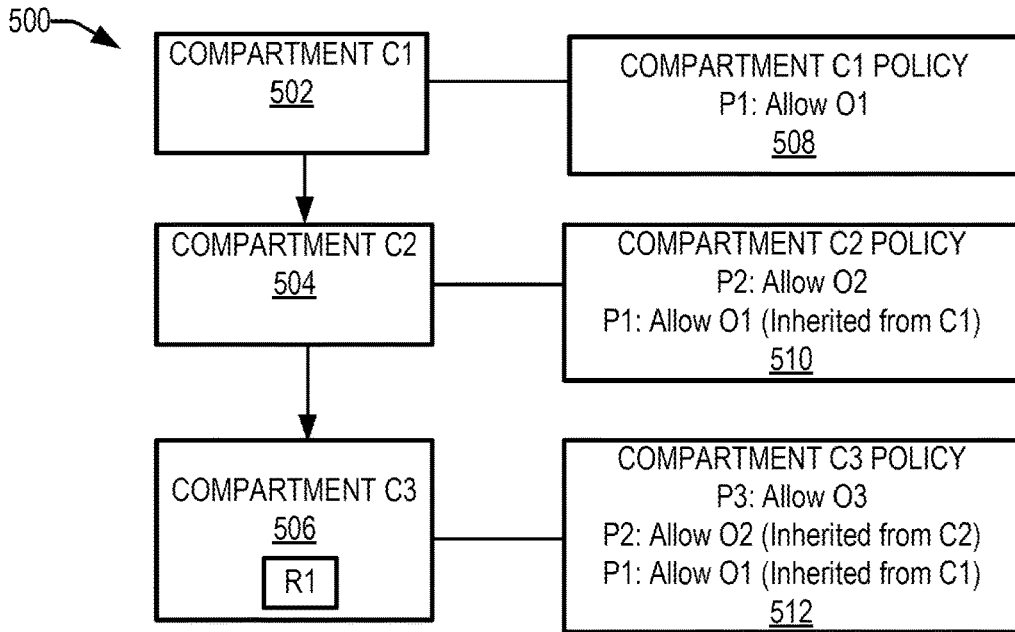 500
COMPARTMENT C1
502
COMPARTMENT C1 POLICY
P1: Allow O1
508
COMPARTMENT C2
504
COMPARTMENT C2 POLICY
P2: Allow O2
P1: Allow O1 (Inherited from C1)
510
COMPARTMENT C3
506
R1
COMPARTMENT C3 POLICY
P3: Allow O3
P2: Allow O2 (Inherited from C2)
P1: Allow O1 (Inherited from C1)
512